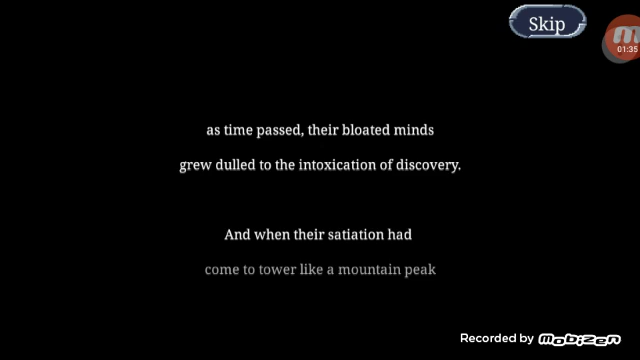 Skip
01:35
as time passed, their bloated minds
grew dulled to the intoxication of discovery.
And when their satiation had
come to tower like a mountain peak
Recorded by mobizen